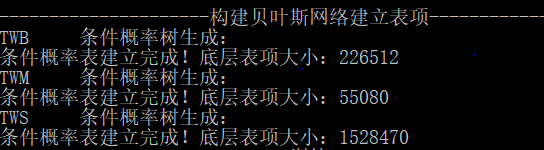 -----------------------构建贝叶斯网络建立表项-------------
TWB 条件概率树生成:
条件概率表建立完成！底层表项大小：226512
TWM 条件概率树生成:
条件概率表建立完成！底层表项大小：55080
TWS 条件概率树生成:
条件概率表建立完成！底层表项大小：1528470